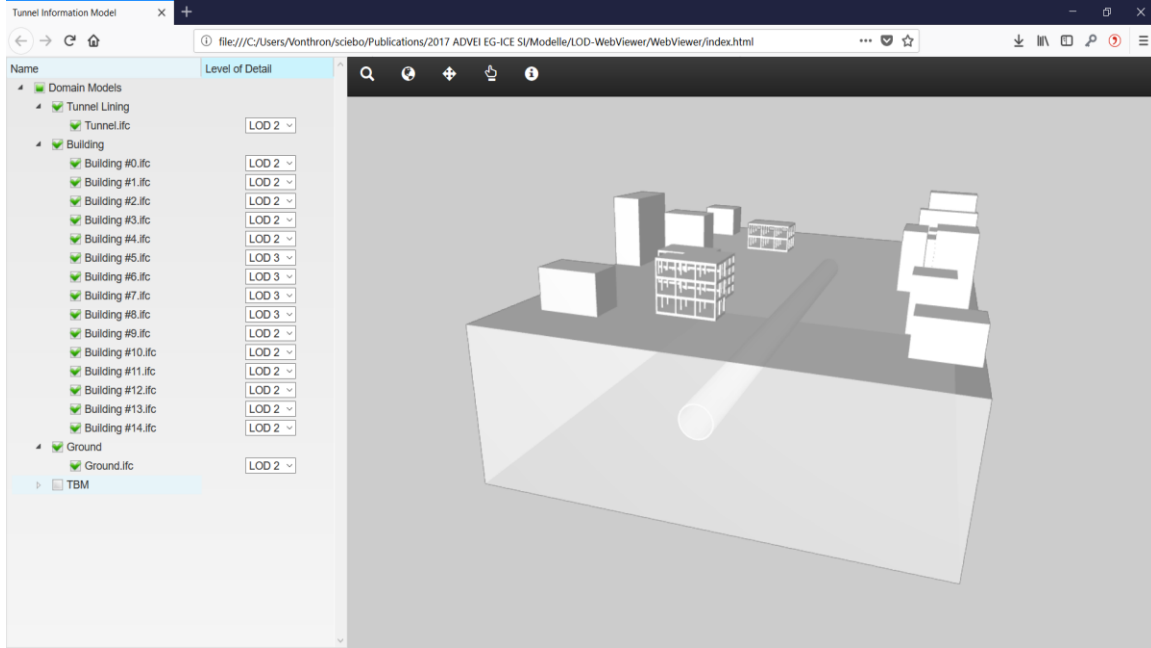 Tunnel Information Model
file:///C:/Users/Vonthron/sciebo/Publications/2017 ADVEI EG-ICE SI/Modelle/LOD-WebViewer/WebViewer/index.html
Name Level of Detail
Domain Models
Tunnel Lining
Tunnel.ifc LOD 2
Building
Building #0.ifc LOD 2
Building #1.ifc LOD 2
Building #2.ifc LOD 2
Building #3.ifc LOD 2
Building #4.ifc LOD 2
Building #5.ifc LOD 3
Building #6.ifc LOD 3
Building #7.ifc LOD 3
Building #8.ifc LOD 3
Building #9.ifc LOD 2
Building #10.ifc LOD 2
Building #11.ifc LOD 2
Building #12.ifc LOD 2
Building #13.ifc LOD 2
Building #14.ifc LOD 2
Ground
Ground.ifc LOD 2
TBM